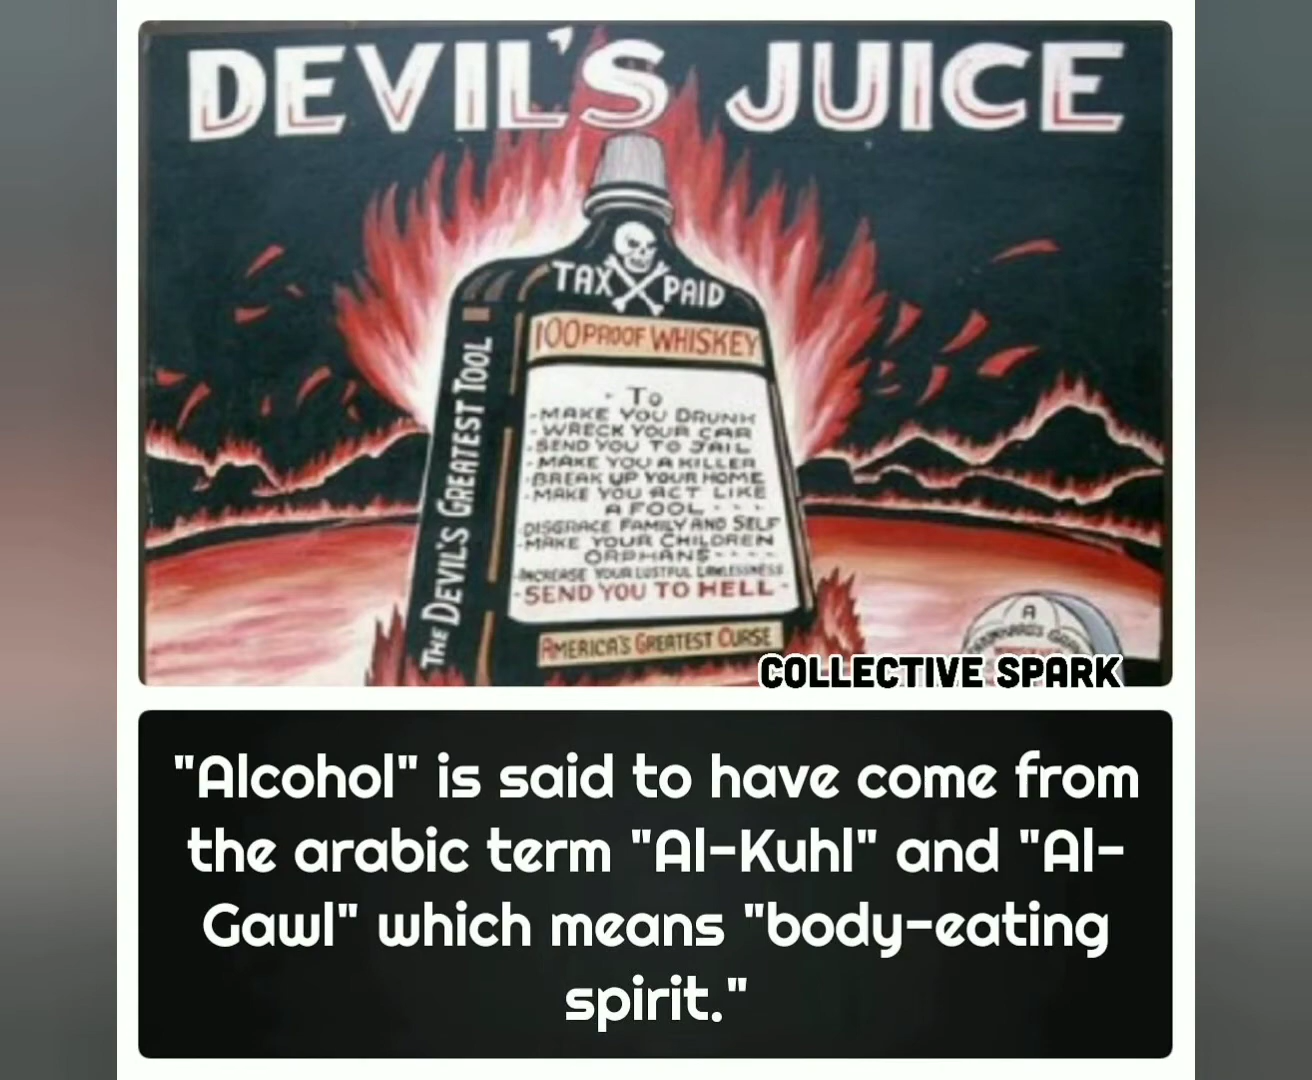 DEVIL'S JUICE
TAX PAID
100 PROOF WHISKEY
THE DEVIL'S GREATEST TOOL
- To
-MAKE YOU DRUNK
-WRECK YOUR CAR
-SEND YOU TO JAIL
-MAKE YOU A KILLER
-BREAK UP YOUR HOME
-MAKE YOU ACT LIKE
A FOOL - - -
-DISGRACE FAMILY AND SELF
-MAKE YOUR CHILDREN
ORPHANS - - - -
-INCREASE YOUR LUSTFUL LAWLESSNESS
-SEND YOU TO HELL -
AMERICA'S GREATEST CURSE
A
COLLECTIVE SPARK
"Alcohol" is said to have come from
the arabic term "Al-Kuhl" and "Al-
Gawl" which means "body-eating
spirit."